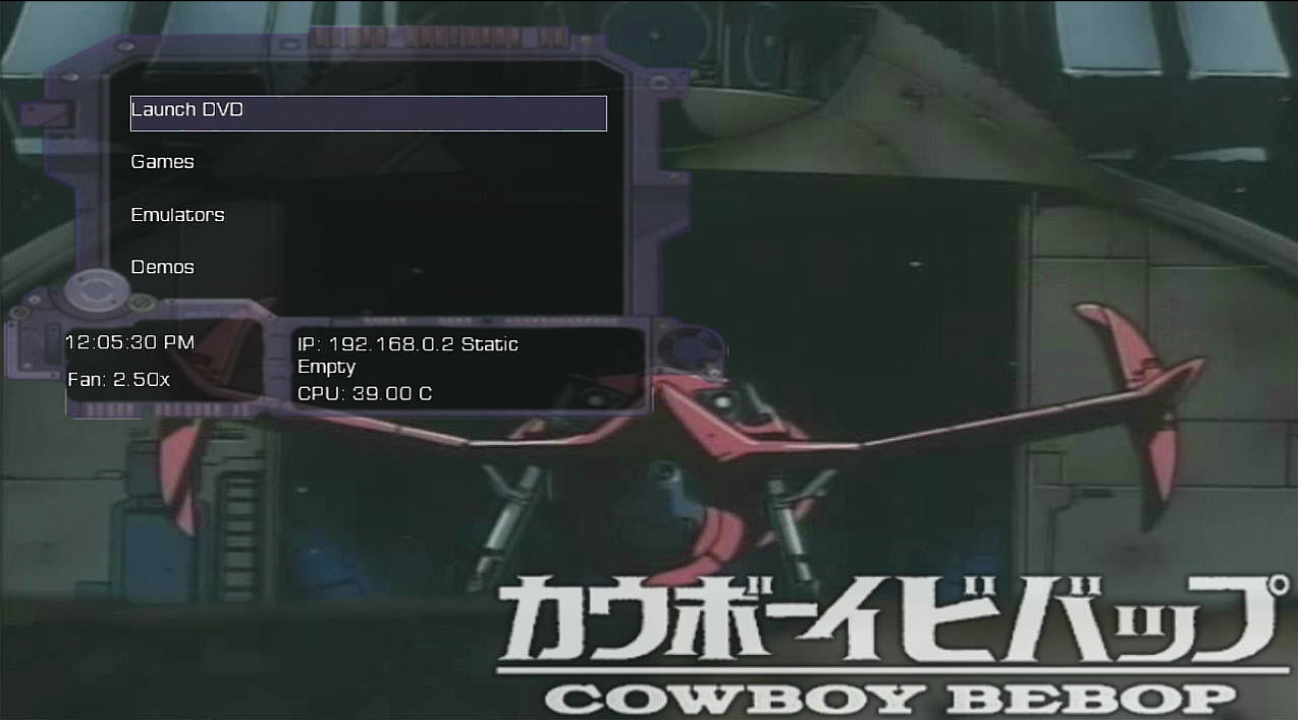 Launch DVD
Games
Emulators
Demos
12:05:30 PM
Fan: 2.50x
IP: 192.168.0.2 Static
Empty
CPU: 39.00 C
カウボーイビバップ
COWBOY BEBOP